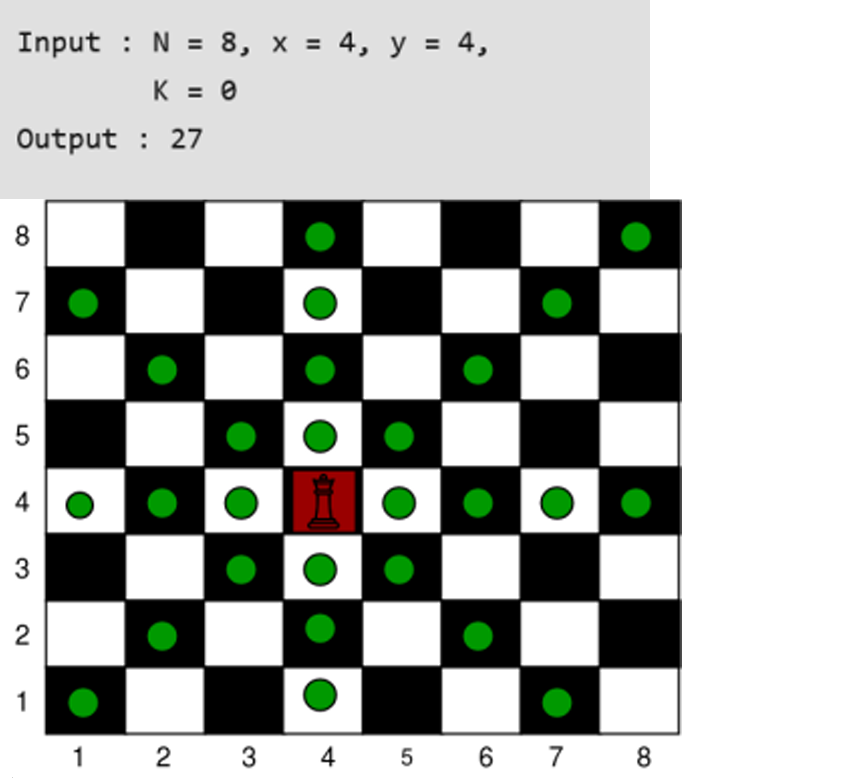 Input : N = 8, x = 4, y = 4,
K = 0
Output : 27
8
7
6
5
4
3
2
1
1 2 3 4 5 6 7 8